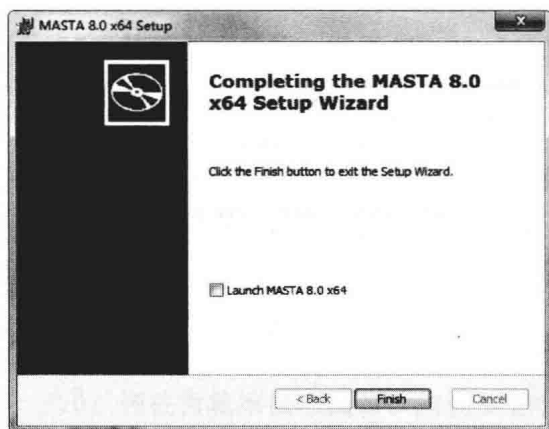 MASTA 8.0 x64 Setup
Completing the MASTA 8.0
x64 Setup Wizard
Click the Finish button to exit the Setup Wizard.
Launch MASTA 8.0 x64
< Back
Finish
Cancel